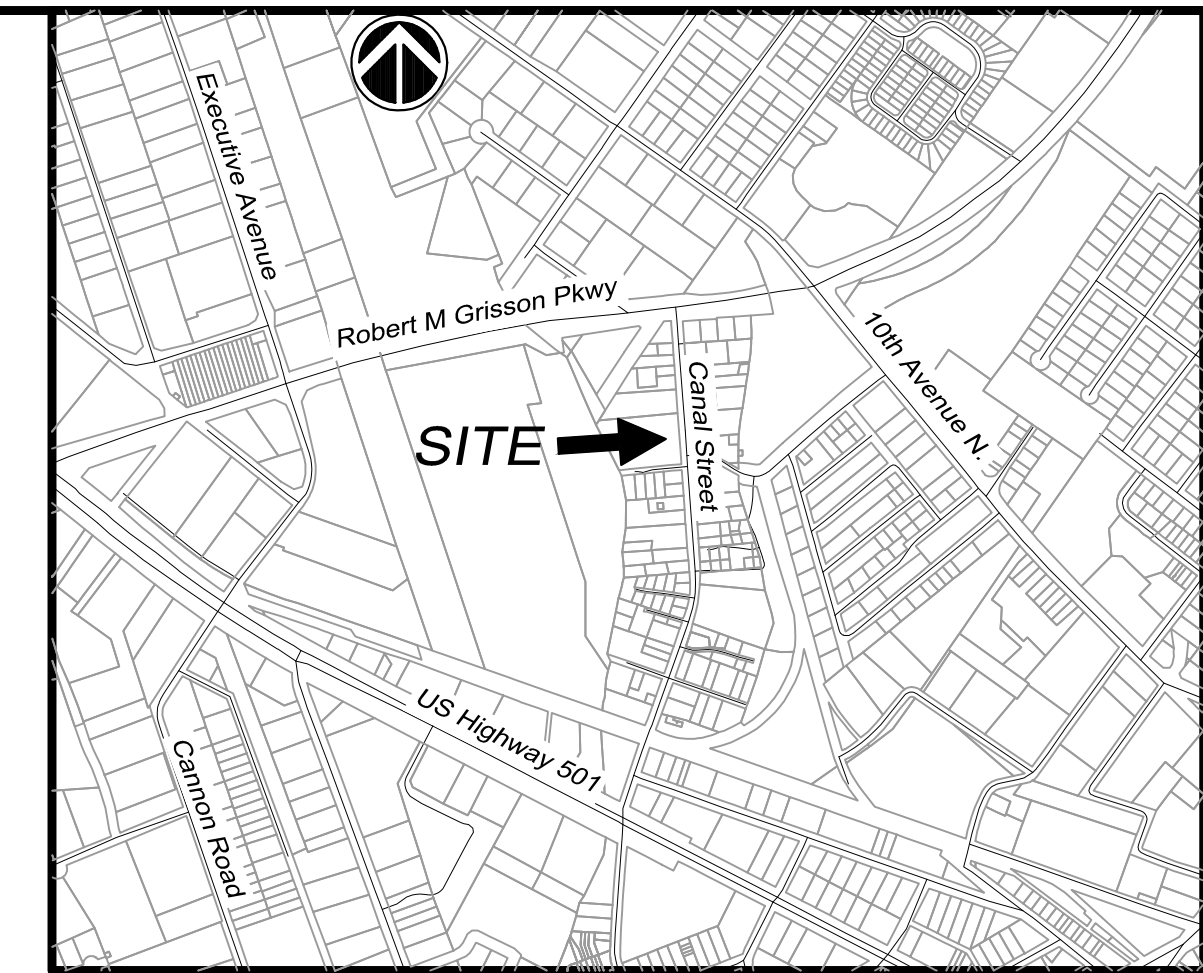 Executive Avenue
Robert M Grisson Pkwy
10th Avenue N.
Canal Street
SITE
US Highway 501
Cannon Road